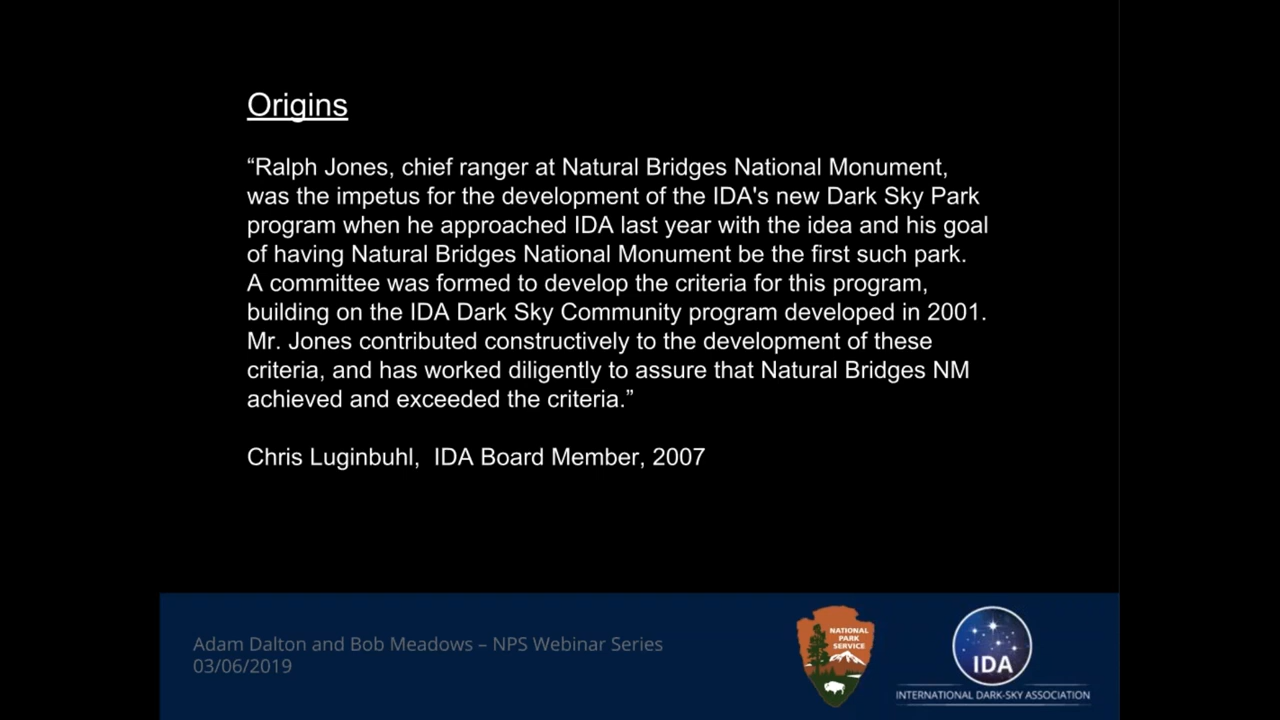 Origins
“Ralph Jones, chief ranger at Natural Bridges National Monument,
was the impetus for the development of the IDA's new Dark Sky Park
program when he approached IDA last year with the idea and his goal
of having Natural Bridges National Monument be the first such park.
A committee was formed to develop the criteria for this program,
building on the IDA Dark Sky Community program developed in 2001.
Mr. Jones contributed constructively to the development of these
criteria, and has worked diligently to assure that Natural Bridges NM
achieved and exceeded the criteria.”
Chris Luginbuhl,  IDA Board Member, 2007
Adam Dalton and Bob Meadows – NPS Webinar Series
03/06/2019
NATIONAL
PARK
SERVICE
IDA
INTERNATIONAL DARK-SKY ASSOCIATION